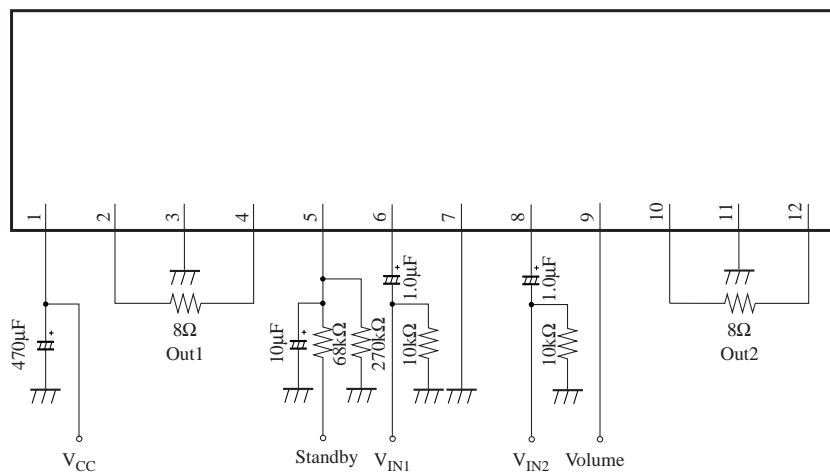 1
2
3
4
5
6
7
8
9
10
11
12
470µF
8Ω
Out1
10µF
68kΩ
270kΩ
1.0µF
10kΩ
1.0µF
10kΩ
8Ω
Out2
VCC
Standby
VIN1
VIN2
Volume